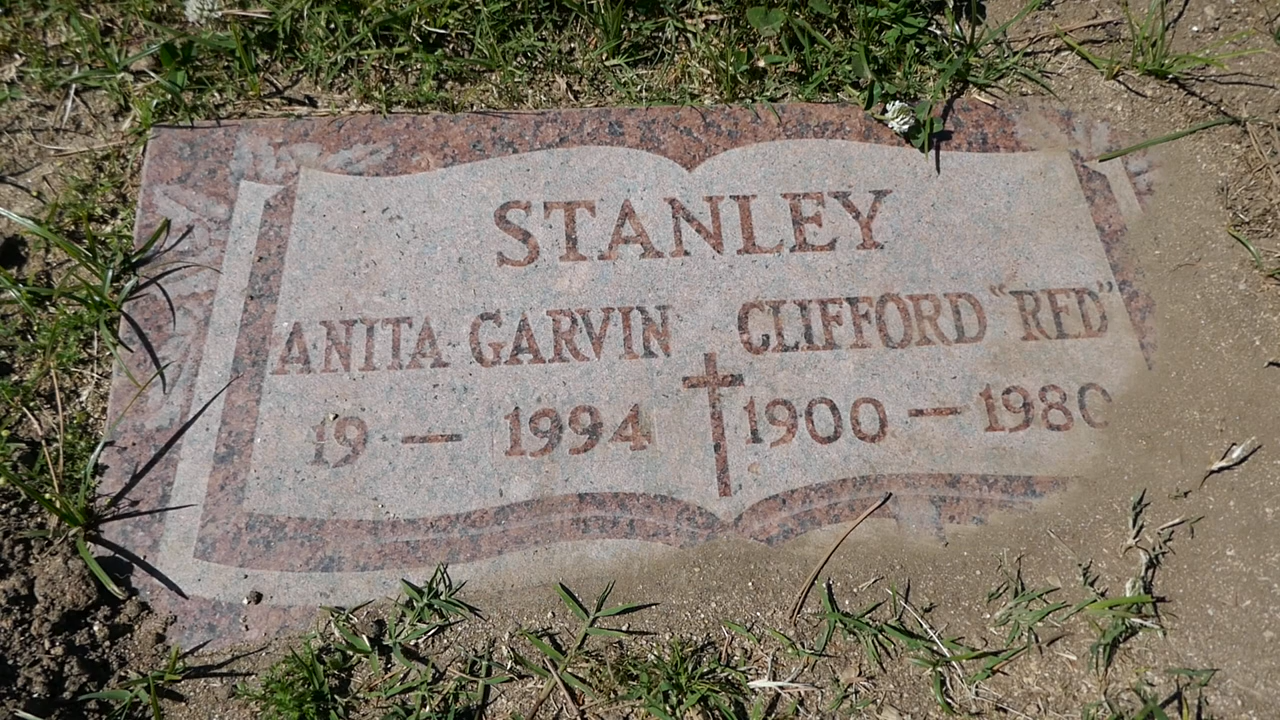 STANLEY
ANITA GARVIN CLIFFORD "RED"
19 — 1994 1900 — 1980